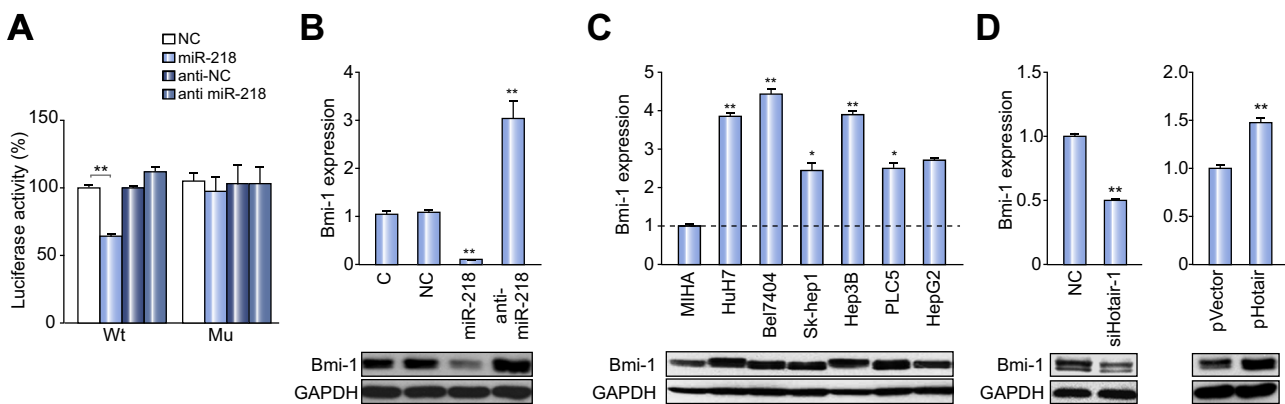 A
NC
miR-218
anti-NC
anti miR-218
Luciferase activity (%)
150
100
50
0
**
Wt
Mu
B
Bmi-1 expression
4
3
2
1
0
**
**
C
NC
miR-218
anti-
miR-218
Bmi-1
GAPDH
C
Bmi-1 expression
5
4
3
2
1
0
**
**
*
**
*
MIHA
HuH7
Bel7404
Sk-hep1
Hep3B
PLC5
HepG2
Bmi-1
GAPDH
D
Bmi-1 expression
1.5
1.0
0.5
0
**
NC
siHotair-1
2.0
1.5
1.0
0.5
0
**
pVector
pHotair
Bmi-1
GAPDH